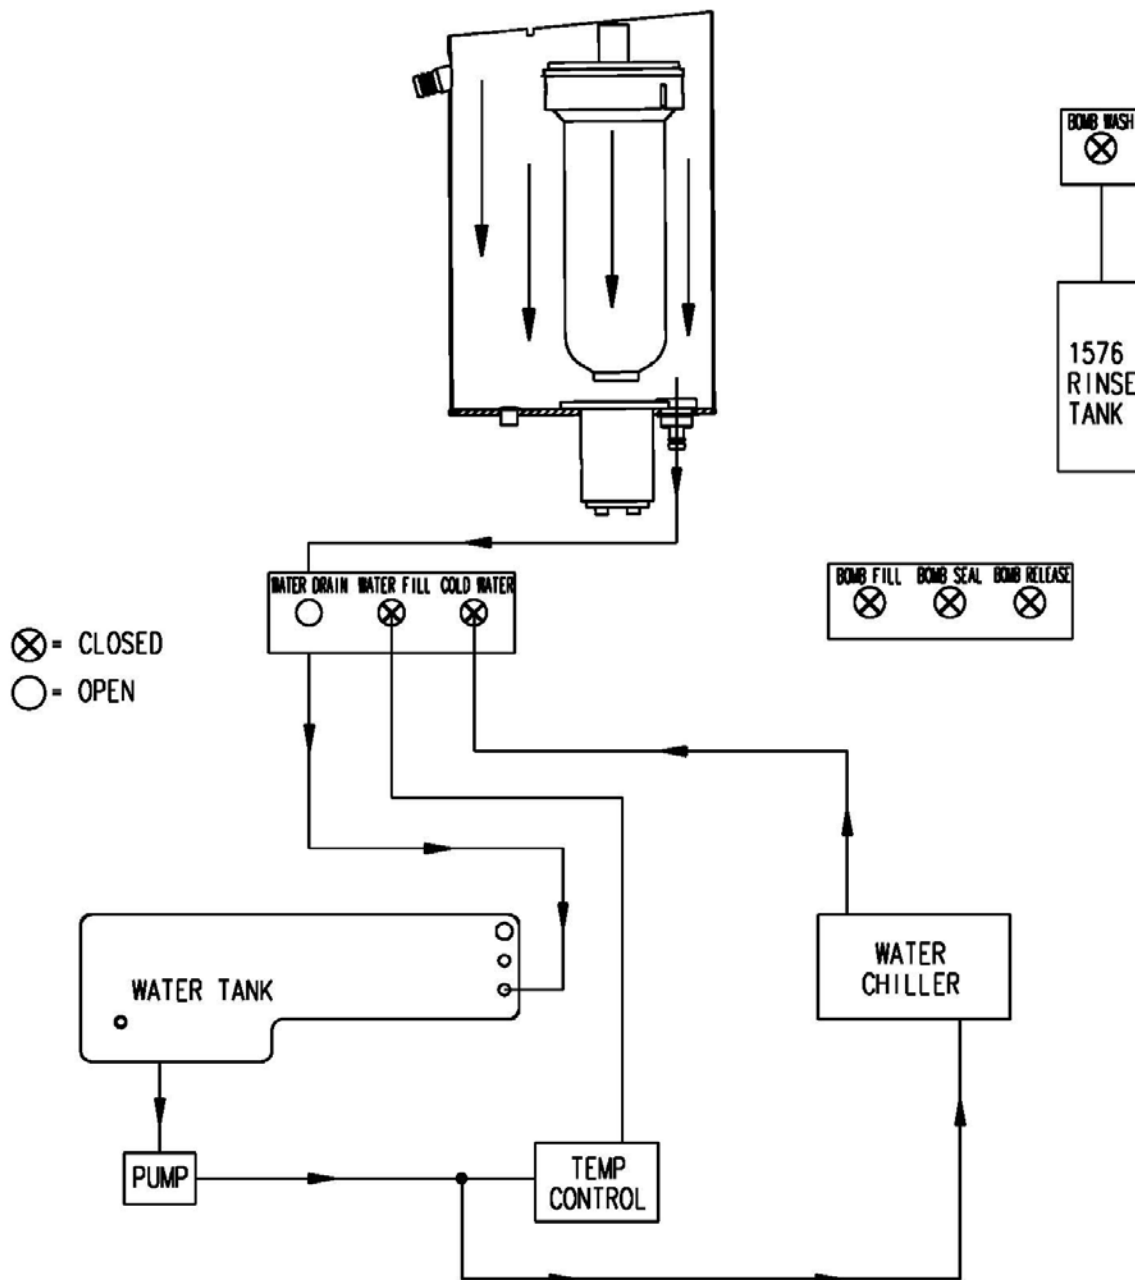 BOMB WASH
1576
RINSE
TANK
WATER DRAIN WATER FILL COLD WATER
BOMB FILL BOMB SEAL BOMB RELEASE
= CLOSED
= OPEN
WATER TANK
WATER
CHILLER
PUMP
TEMP
CONTROL